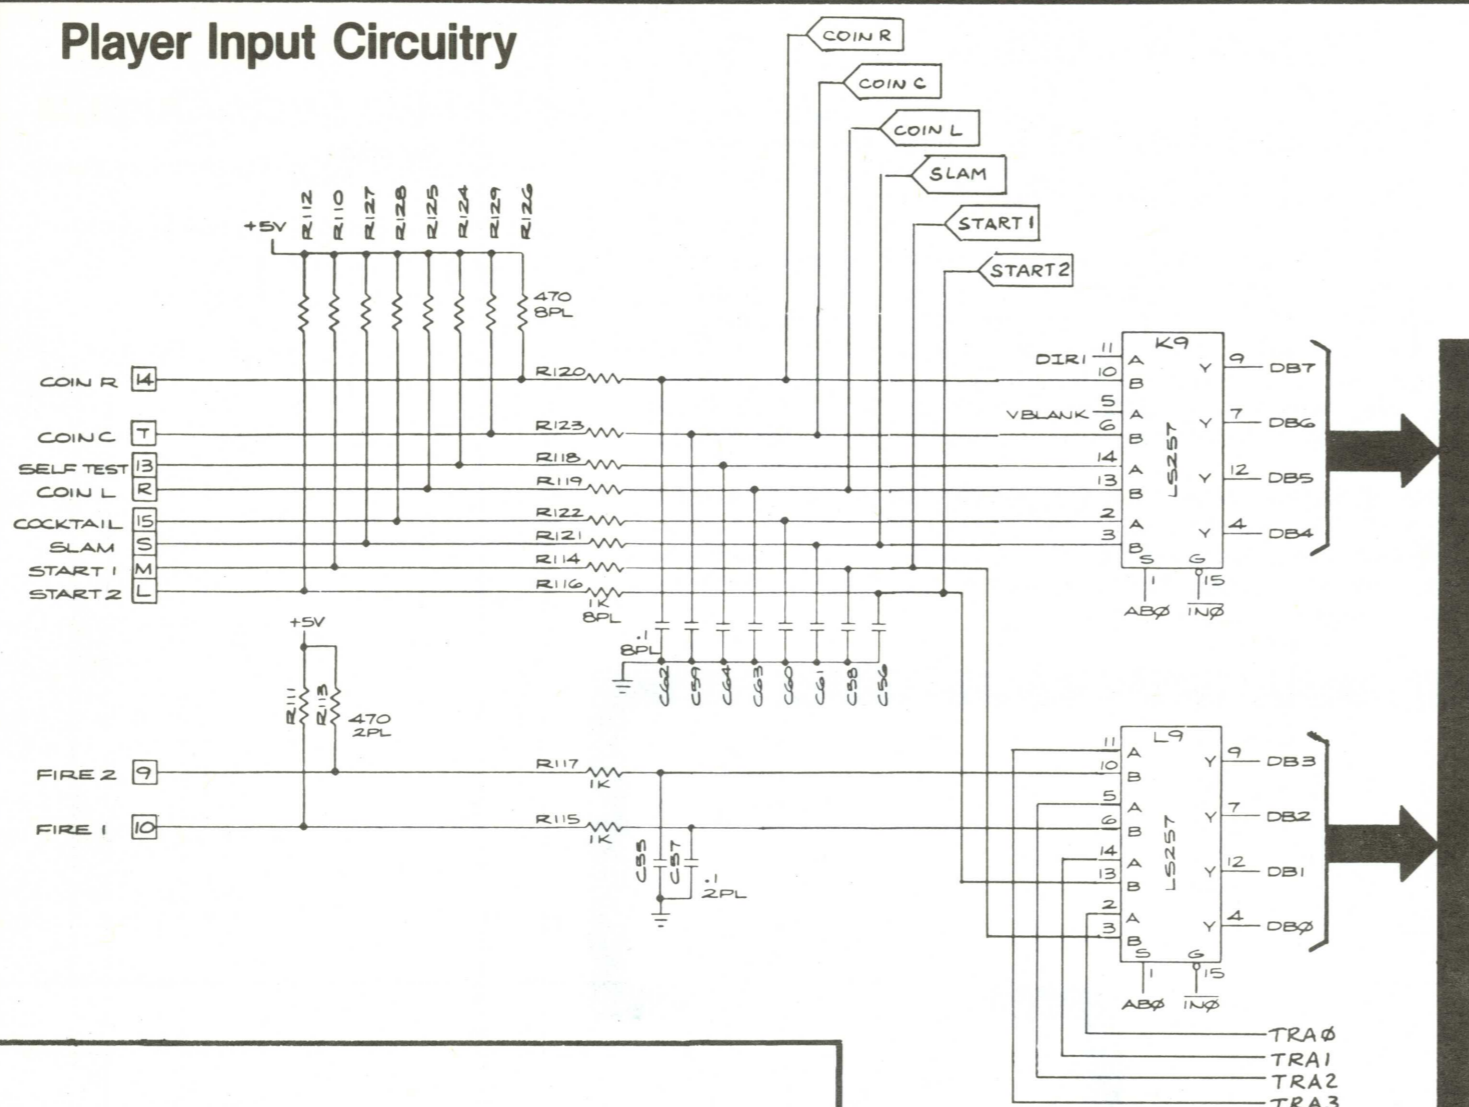 Player Input Circuitry
COIN R
COIN C
COIN L
SLAM
START 1
START2
+5V
R112
R110
R127
R128
R125
R124
R129
R126
470
8PL
COIN R 14
COIN C T
SELF TEST 13
COIN L R
COCKTAIL 15
SLAM S
START 1 M
START 2 L
R120
R123
R118
R119
R122
R121
R114
R116
1K
8PL
.1
8PL
C62
C59
C64
C63
C60
C61
C58
C56
DIR1 11 A
10 B
VBLANK 5 A
6 B
14 A
13 B
2 A
3 B
K9
LS257
Y 9 DB7
Y 7 DB6
Y 12 DB5
Y 4 DB4
S G
1 15
ABØ INØ
+5V
R111
R113
470
2PL
FIRE 2 9
FIRE 1 10
R117
1K
R115
1K
C55
C57
.1
2PL
11 A
10 B
5 A
6 B
14 A
13 B
2 A
3 B
L9
LS257
Y 9 DB3
Y 7 DB2
Y 12 DB1
Y 4 DBØ
S G
1 15
ABØ INØ
TRAØ
TRA1
TRA2
TRA3